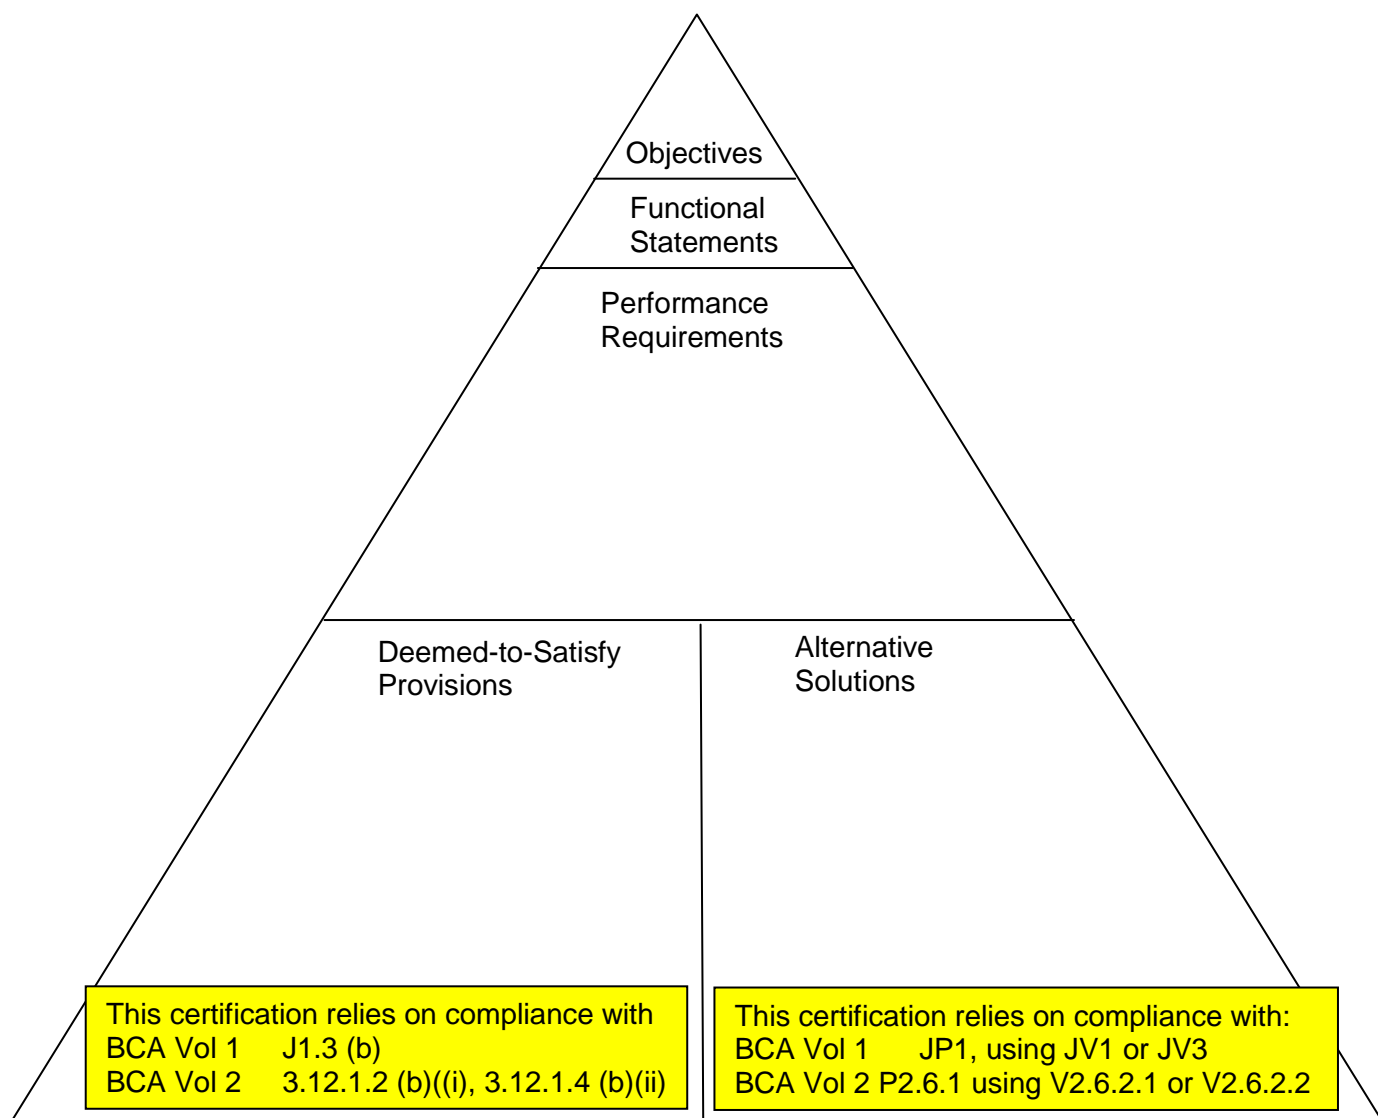 Objectives
Functional
Statements
Performance
Requirements
Deemed-to-Satisfy
Provisions
Alternative
Solutions
This certification relies on compliance with
BCA Vol 1 J1.3 (b)
BCA Vol 2 3.12.1.2 (b)((i), 3.12.1.4 (b)(ii)
This certification relies on compliance with:
BCA Vol 1 JP1, using JV1 or JV3
BCA Vol 2 P2.6.1 using V2.6.2.1 or V2.6.2.2